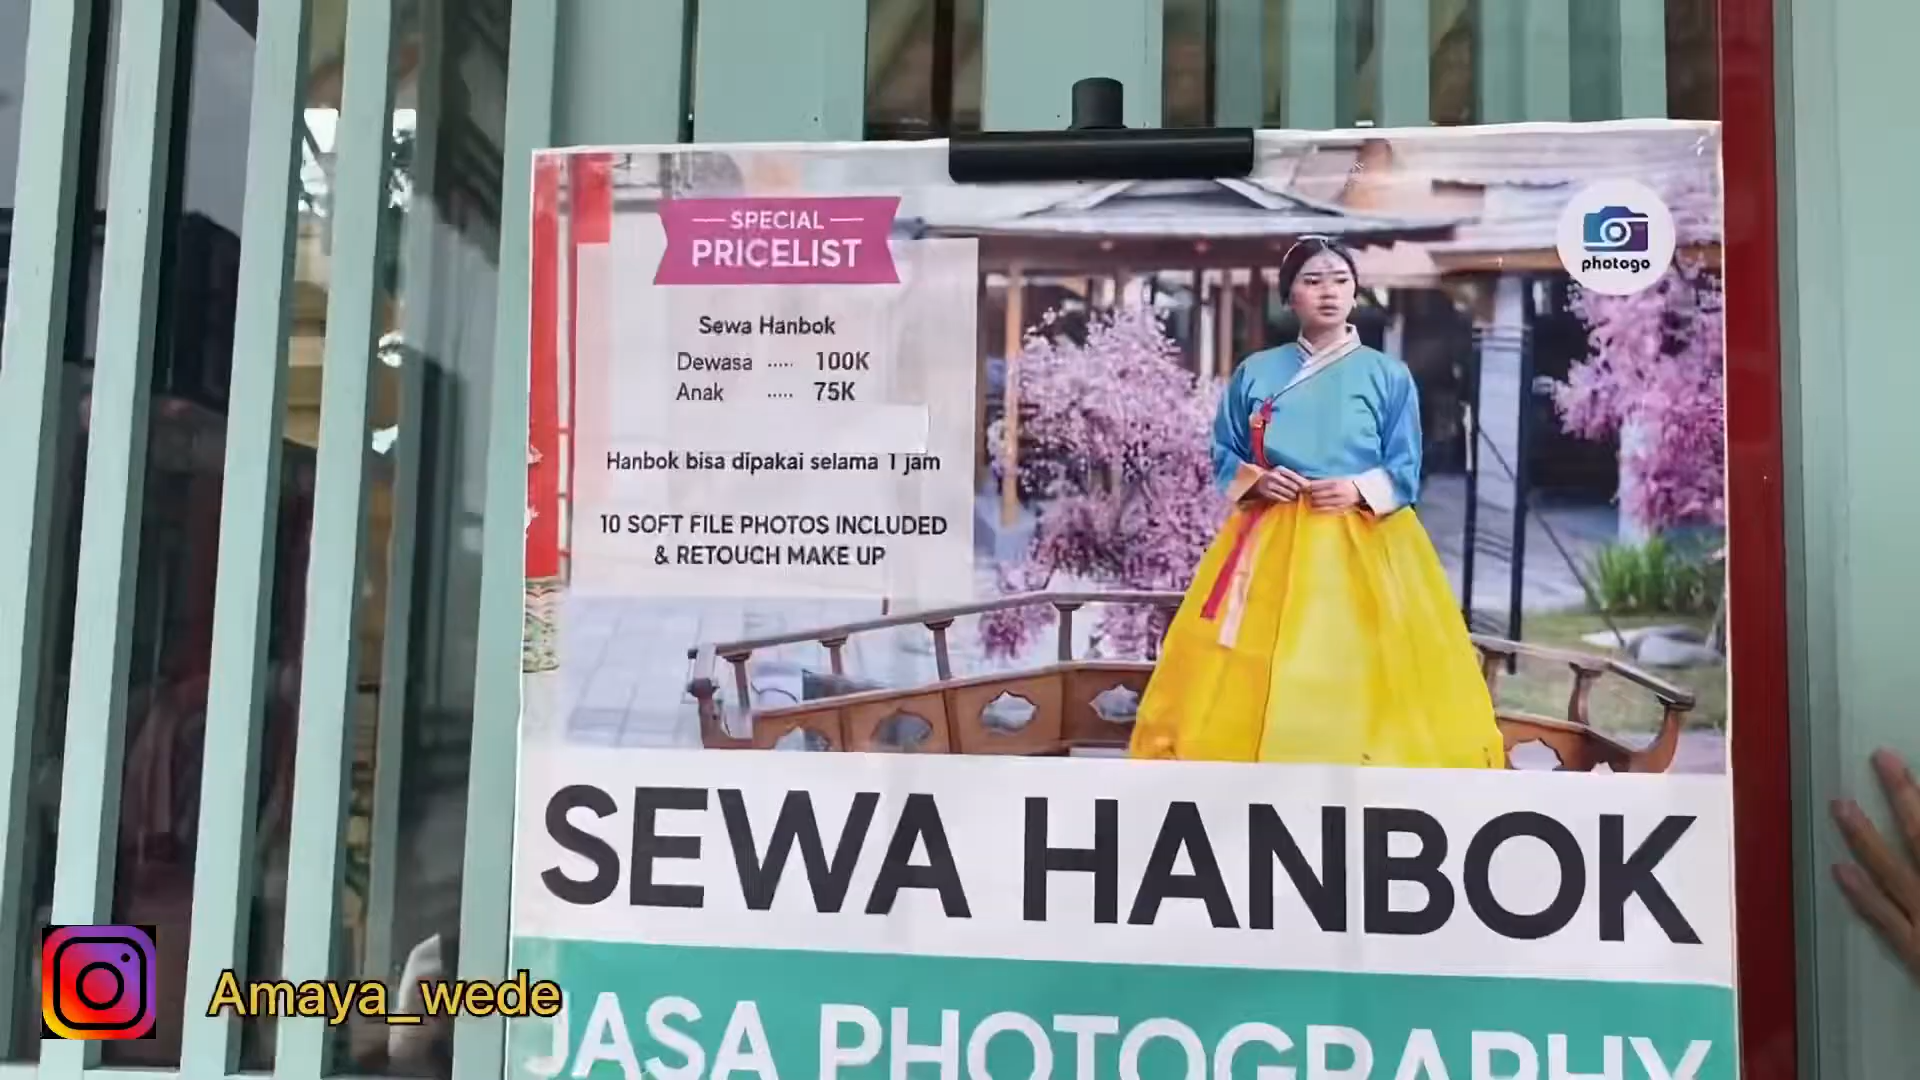 SPECIAL
PRICELIST
Sewa Hanbok
Dewasa ..... 100K
Anak ..... 75K
Hanbok bisa dipakai selama 1 jam
10 SOFT FILE PHOTOS INCLUDED
& RETOUCH MAKE UP
photogo
SEWA HANBOK
JASA PHOTOGRAPHY
Amaya_wede